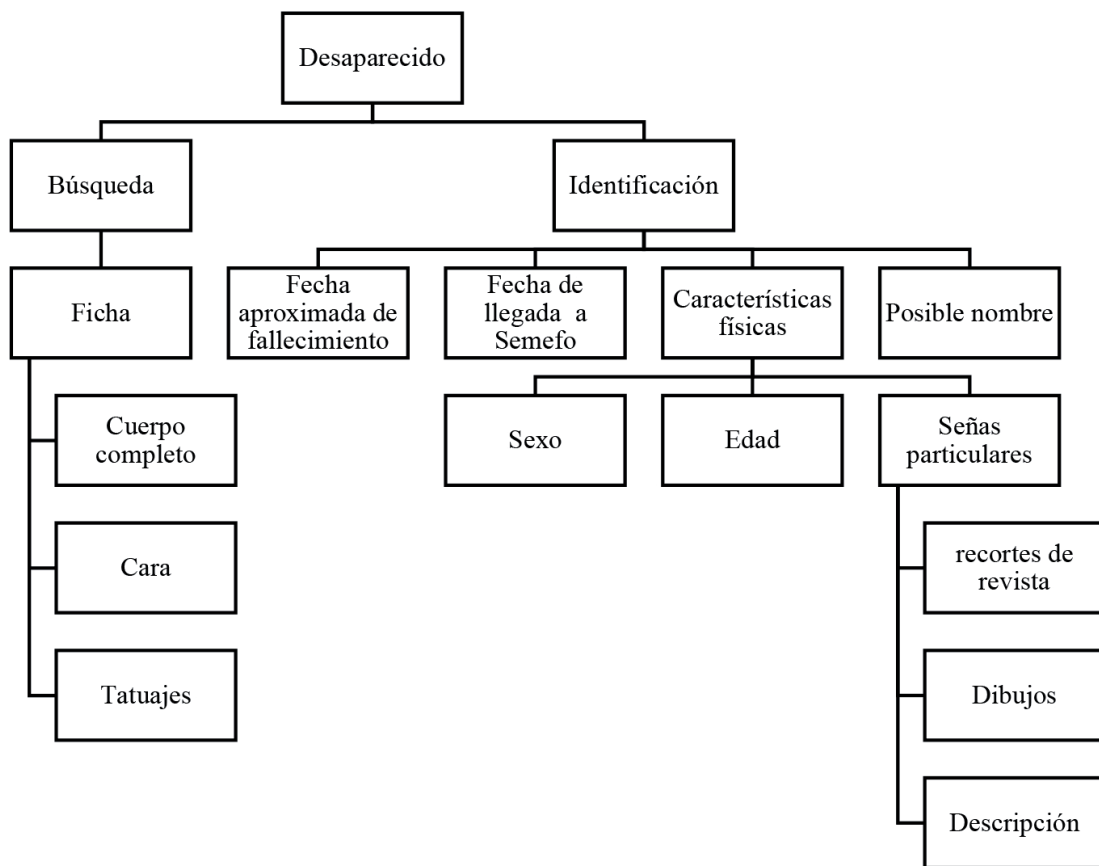 Desaparecido
Búsqueda
Identificación
Ficha
Fecha
aproximada de
fallecimiento
Fecha de
llegada a
Semefo
Características
físicas
Posible nombre
Cuerpo
completo
Sexo
Edad
Señas
particulares
Cara
recortes de
revista
Tatuajes
Dibujos
Descripción